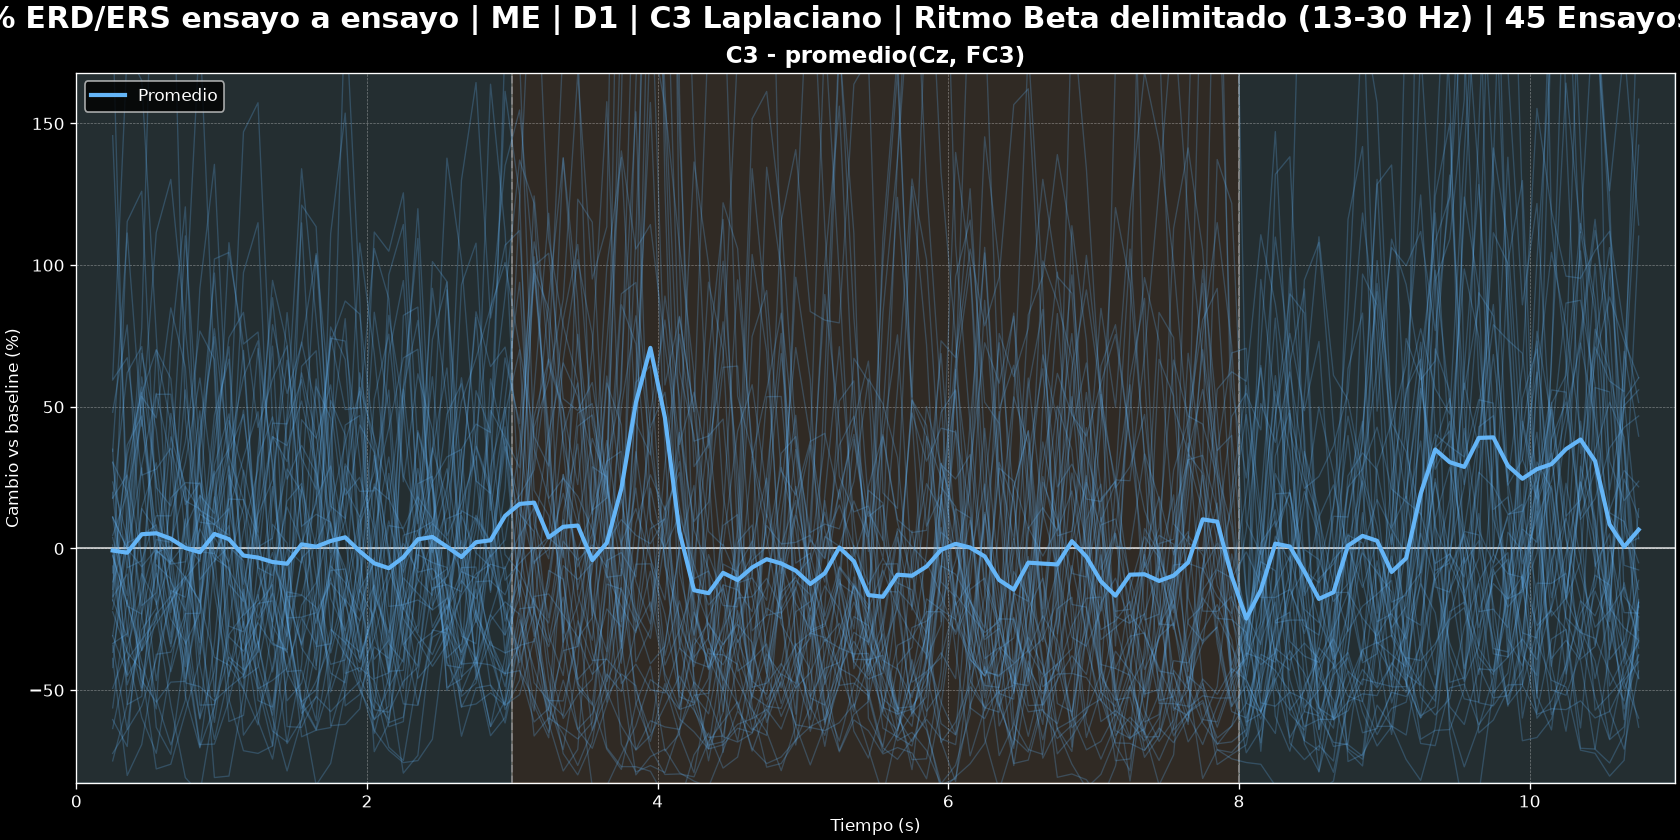 % ERD/ERS ensayo a ensayo | ME | D1 | C3 Laplaciano | Ritmo Beta delimitado (13-30 Hz) | 45 Ensayos
C3 - promedio(Cz, FC3)
Promedio
150
100
50
0
−50
Cambio vs baseline (%)
0 2 4 6 8 10
Tiempo (s)